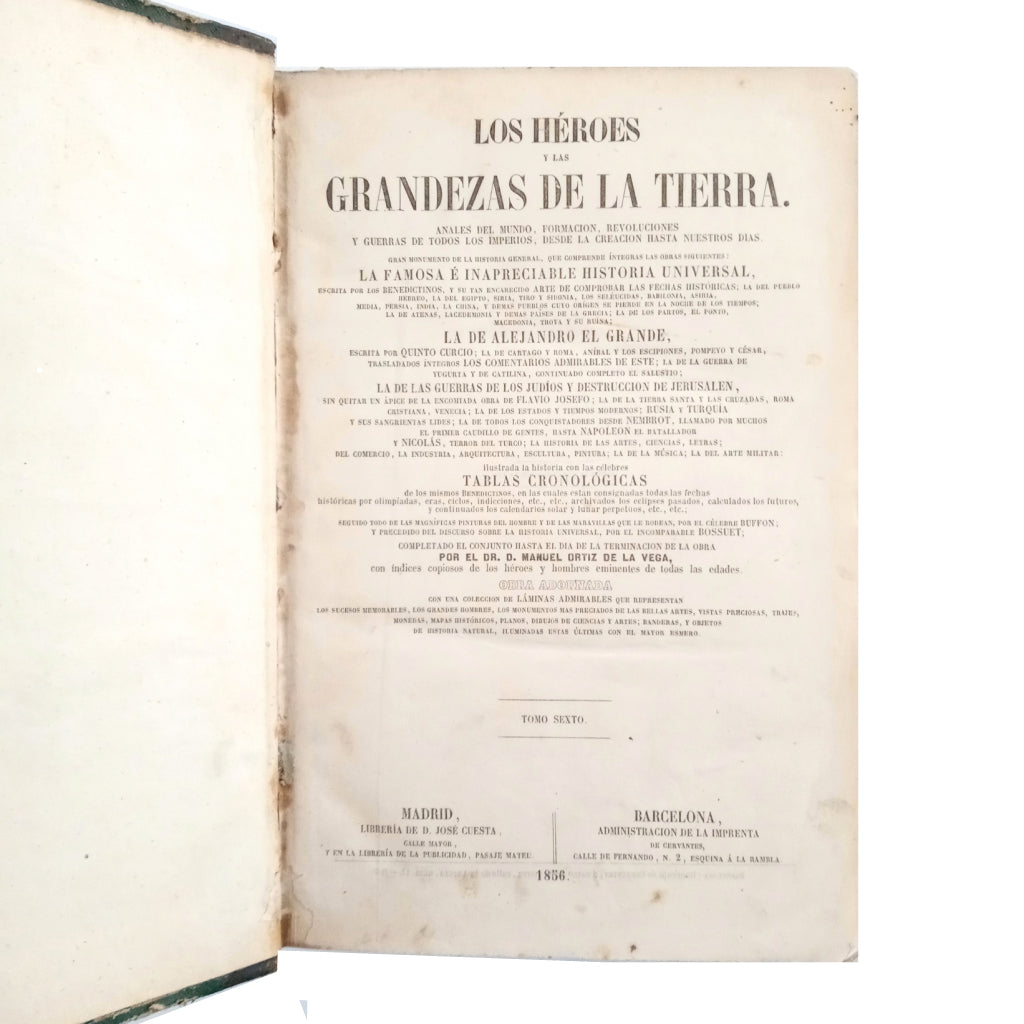 LOS HÉROES
Y LAS
GRANDEZAS DE LA TIERRA.
ANALES DEL MUNDO, FORMACION, REVOLUCIONES
Y GUERRAS DE TODOS LOS IMPERIOS, DESDE LA CREACION HASTA NUESTROS DIAS.
GRAN MONUMENTO DE LA HISTORIA GENERAL, QUE COMPRENDE ÍNTEGRAS LAS OBRAS SIGUIENTES:
LA FAMOSA É INAPRECIABLE HISTORIA UNIVERSAL,
ESCRITA POR LOS BENEDICTINOS, Y SU TAN ENCARECIDO ARTE DE COMPROBAR LAS FECHAS HISTÓRICAS; LA DEL PUEBLO
HEBREO, LA DEL EGIPTO, SIRIA, TIRO Y SIDONIA, LOS SELÉUCIDAS, BABILONIA, ASIRIA,
MEDIA, PERSIA, INDIA, LA CHINA, Y DEMAS PUEBLOS CUYO ORÍGEN SE PIERDE EN LA NOCHE DE LOS TIEMPOS;
LA DE ATENAS, LACEDEMONIA Y DEMAS PAISES DE LA GRECIA; LA DE LOS PARTOS, EL PONTO,
MACEDONIA, TROYA Y SU RUINA;
LA DE ALEJANDRO EL GRANDE,
ESCRITA POR QUINTO CURCIO; LA DE CARTAGO Y ROMA, ANÍBAL Y LOS ESCIPIONES, POMPEYO Y CÉSAR,
TRASLADADOS ÍNTEGROS LOS COMENTARIOS ADMIRABLES DE ESTE; LA DE LA GUERRA DE
YUGURTA Y DE CATILINA, CONTINUADO COMPLETO EL SALUSTIO;
LA DE LAS GUERRAS DE LOS JUDÍOS Y DESTRUCCION DE JERUSALEN,
SIN QUITAR UN ÁPICE DE LA ENCOMIADA OBRA DE FLAVIO JOSEFO; LA DE LA TIERRA SANTA Y LAS CRUZADAS, ROMA
CRISTIANA, VENECIA; LA DE LOS ESTADOS Y TIEMPOS MODERNOS; RUSIA Y TURQUÍA
Y SUS SANGRIENTAS LIDES; LA DE TODOS LOS CONQUISTADORES DESDE NEMBROT, LLAMADO POR MUCHOS
EL PRIMER CAUDILLO DE GENTES, HASTA NAPOLEON EL BATALLADOR
Y NICOLÁS, TERROR DEL TURCO; LA HISTORIA DE LAS ARTES, CIENCIAS, LETRAS;
DEL COMERCIO, LA INDUSTRIA, ARQUITECTURA, ESCULTURA, PINTURA; LA DE LA MÚSICA; LA DEL ARTE MILITAR:
ilustrada la historia con las célebres
TABLAS CRONOLÓGICAS
de los mismos BENEDICTINOS, en las cuales están consignadas todas las fechas
históricas por olimpíadas, eras, ciclos, indicciones, etc., etc., archivados los eclipses pasados, calculados los futuros,
y continuados los calendarios solar y lunar perpetuos, etc., etc.,
SEGUIDO TODO DE LAS MAGNÍFICAS PINTURAS DEL HOMBRE Y DE LAS MARAVILLAS QUE LE RODEAN, POR EL CÉLEBRE BUFFON;
Y PRECEDIDO DEL DISCURSO SOBRE LA HISTORIA UNIVERSAL, POR EL INCOMPARABLE BOSSUET;
COMPLETADO EL CONJUNTO HASTA EL DIA DE LA TERMINACION DE LA OBRA
POR EL DR. D. MANUEL ORTIZ DE LA VEGA,
con índices copiosos de los héroes y hombres eminentes de todas las edades.
OBRA ADORNADA
CON UNA COLECCION DE LÁMINAS ADMIRABLES QUE REPRESENTAN
LOS SUCESOS MEMORABLES, LOS GRANDES HOMBRES, LOS MONUMENTOS MAS PRECIADOS DE LAS BELLAS ARTES, VISTAS PRECIOSAS, TRAJES,
MONEDAS, MAPAS HISTÓRICOS, PLANOS, DIBUJOS DE CIENCIAS Y ARTES; BANDERAS, Y OBJETOS
DE HISTORIA NATURAL, ILUMINADAS ESTAS ÚLTIMAS CON EL MAYOR ESMERO.
TOMO SEXTO.
MADRID,
LIBRERÍA DE D. JOSÉ CUESTA,
CALLE MAYOR,
Y EN LA LIBRERÍA DE LA PUBLICIDAD, PASAJE MATEU.
BARCELONA,
ADMINISTRACION DE LA IMPRENTA
DE CERVÁNTES,
CALLE DE FERNANDO, N. 2, ESQUINA Á LA RAMBLA.
1856.